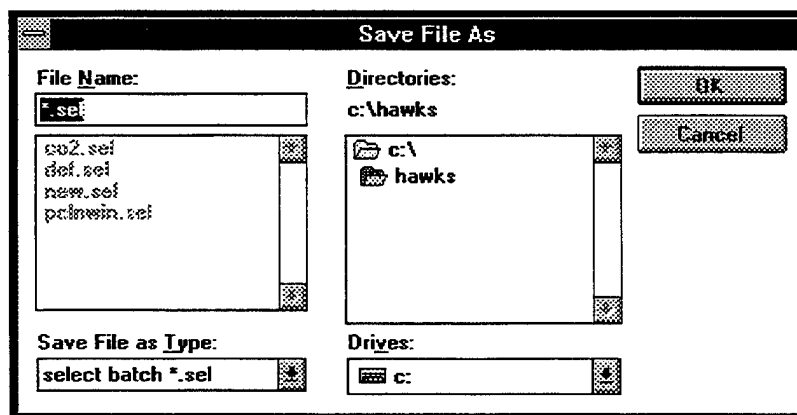 Save File As
File Name:
*.sel
co2.sel
def.sel
new.sel
pclnwin.sel
Save File as Type:
select batch *.sel
Directories:
c:\hawks
c:\
hawks
Drives:
c:
OK
Cancel